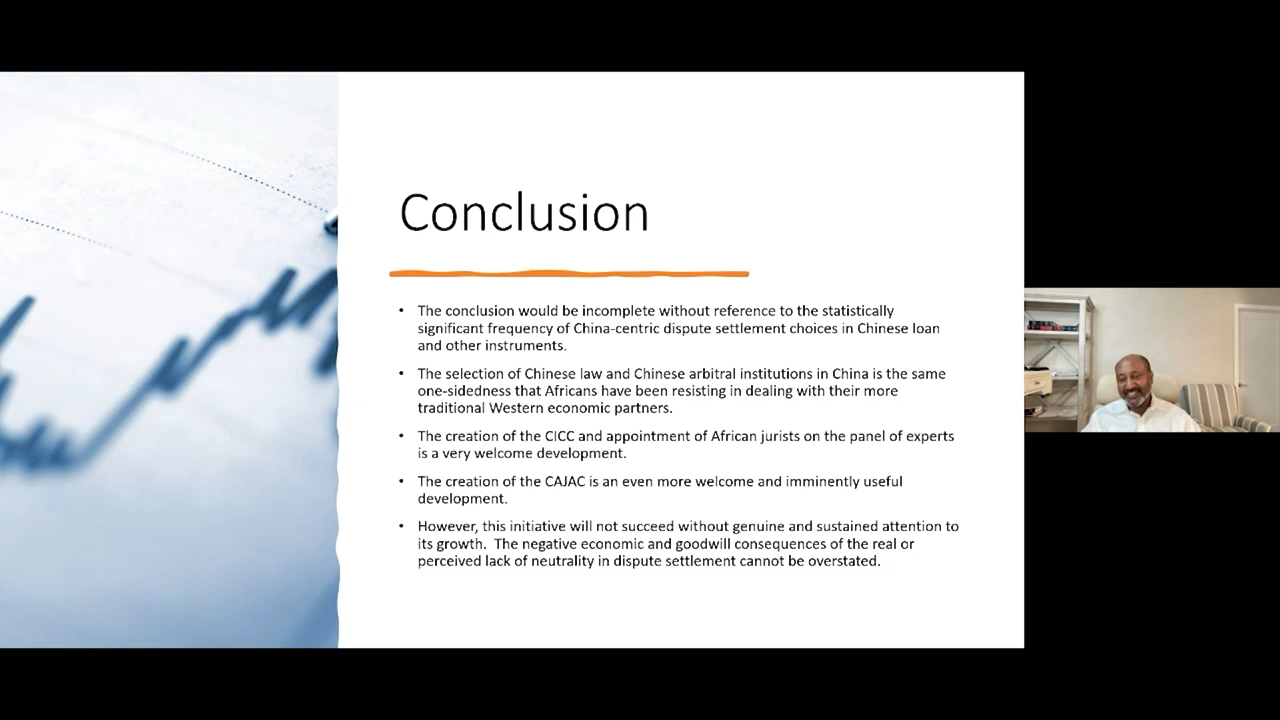 Conclusion
• The conclusion would be incomplete without reference to the statistically
significant frequency of China-centric dispute settlement choices in Chinese loan
and other instruments.
• The selection of Chinese law and Chinese arbitral institutions in China is the same
one-sidedness that Africans have been resisting in dealing with their more
traditional Western economic partners.
• The creation of the CICC and appointment of African jurists on the panel of experts
is a very welcome development.
• The creation of the CAJAC is an even more welcome and imminently useful
development.
• However, this initiative will not succeed without genuine and sustained attention to
its growth.  The negative economic and goodwill consequences of the real or
perceived lack of neutrality in dispute settlement cannot be overstated.